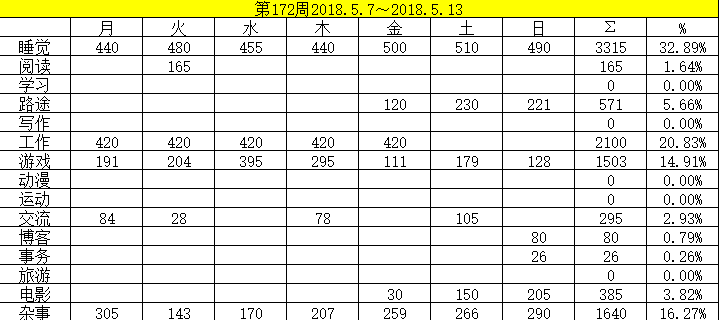 第172周2018.5.7～2018.5.13
月 火 水 木 金 土 日 Σ %
睡觉 440 480 455 440 500 510 490 3315 32.89%
阅读 165 165 1.64%
学习 0 0.00%
路途 120 230 221 571 5.66%
写作 0 0.00%
工作 420 420 420 420 420 2100 20.83%
游戏 191 204 395 295 111 179 128 1503 14.91%
动漫 0 0.00%
运动 0 0.00%
交流 84 28 78 105 295 2.93%
博客 80 80 0.79%
事务 26 26 0.26%
旅游 0 0.00%
电影 30 150 205 385 3.82%
杂事 305 143 170 207 259 266 290 1640 16.27%